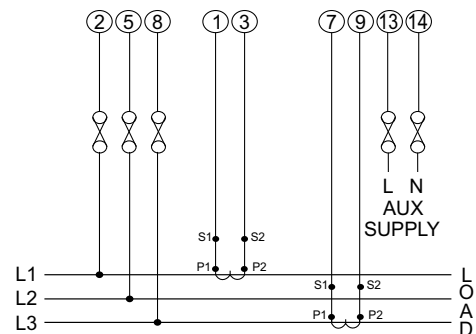 2 5 8 1 3 7 9 13 14
L N
AUX
SUPPLY
S1 S2
P1 P2
L1
S1 S2
L2
P1 P2
L3
LOAD